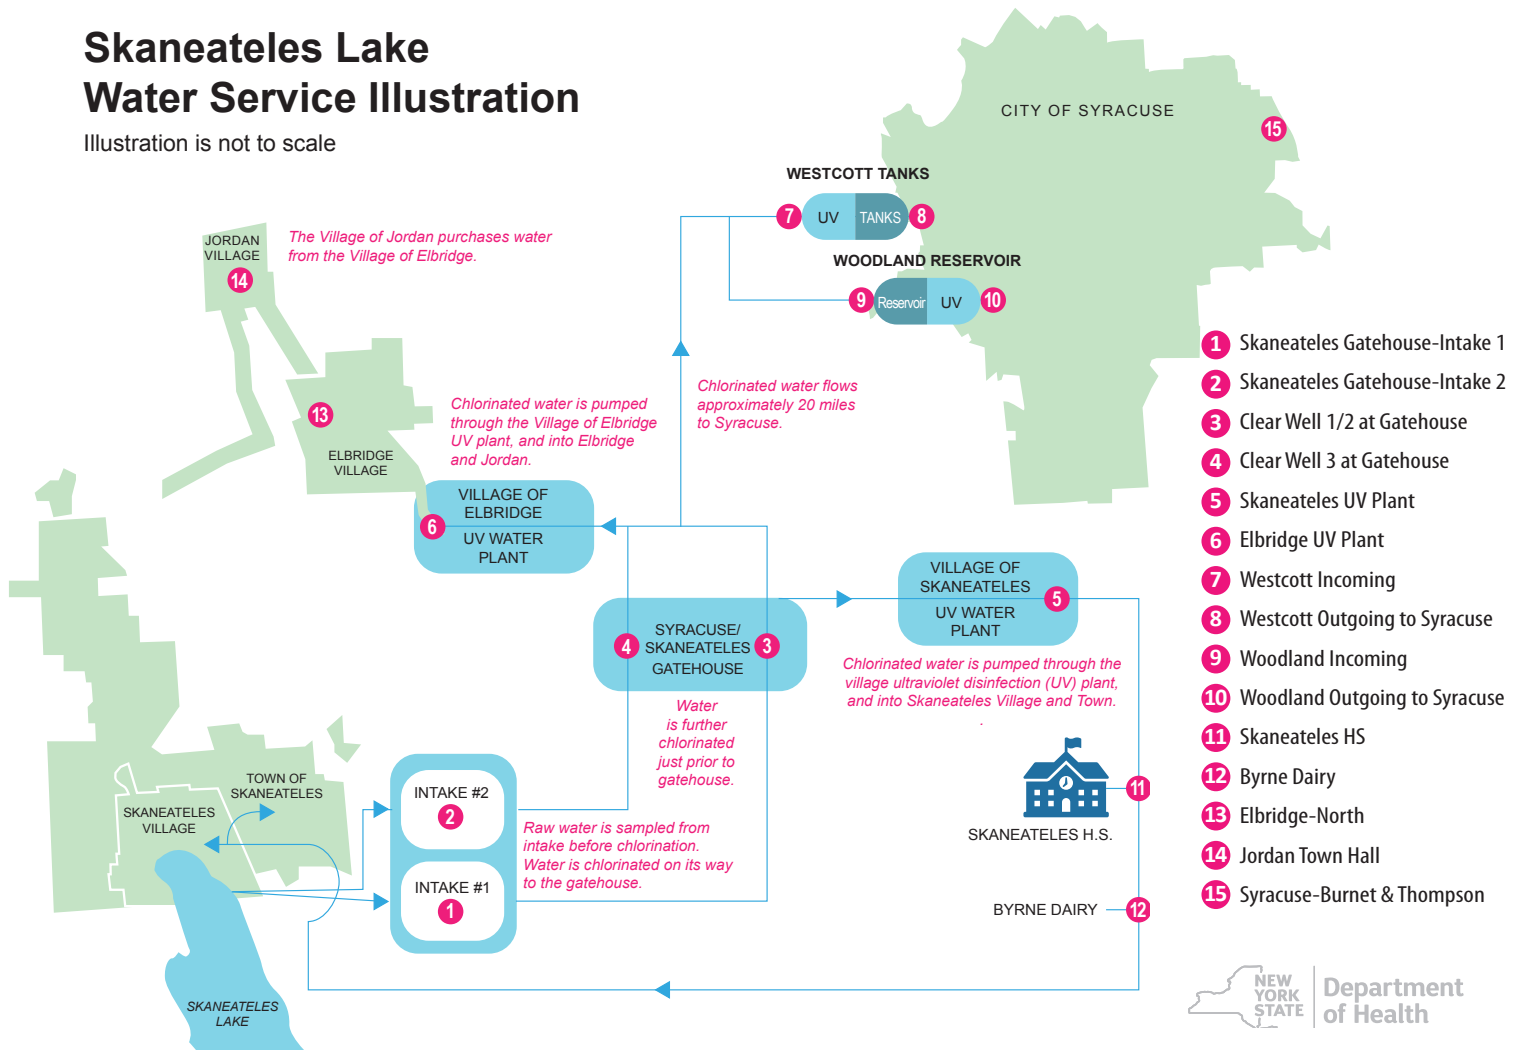 Skaneateles Lake
Water Service Illustration
Illustration is not to scale
CITY OF SYRACUSE
15
WESTCOTT TANKS
7
UV
TANKS
8
WOODLAND RESERVOIR
9
Reservoir
UV
10
JORDAN
VILLAGE
14
The Village of Jordan purchases water
from the Village of Elbridge.
13
ELBRIDGE
VILLAGE
Chlorinated water is pumped
through the Village of Elbridge
UV plant, and into Elbridge
and Jordan.
Chlorinated water flows
approximately 20 miles
to Syracuse.
VILLAGE OF
ELBRIDGE
6
UV WATER
PLANT
VILLAGE OF
SKANEATELES
5
UV WATER
PLANT
SYRACUSE/
SKANEATELES
GATEHOUSE
4
3
Chlorinated water is pumped through the
village ultraviolet disinfection (UV) plant,
and into Skaneateles Village and Town.
.
Water
is further
chlorinated
just prior to
gatehouse.
INTAKE #2
2
INTAKE #1
1
Raw water is sampled from
intake before chlorination.
Water is chlorinated on its way
to the gatehouse.
TOWN OF
SKANEATELES
SKANEATELES
VILLAGE
SKANEATELES
LAKE
11
SKANEATELES H.S.
BYRNE DAIRY
12
1 Skaneateles Gatehouse-Intake 1
2 Skaneateles Gatehouse-Intake 2
3 Clear Well 1/2 at Gatehouse
4 Clear Well 3 at Gatehouse
5 Skaneateles UV Plant
6 Elbridge UV Plant
7 Westcott Incoming
8 Westcott Outgoing to Syracuse
9 Woodland Incoming
10 Woodland Outgoing to Syracuse
11 Skaneateles HS
12 Byrne Dairy
13 Elbridge-North
14 Jordan Town Hall
15 Syracuse-Burnet & Thompson
NEW
YORK
STATE
Department
of Health